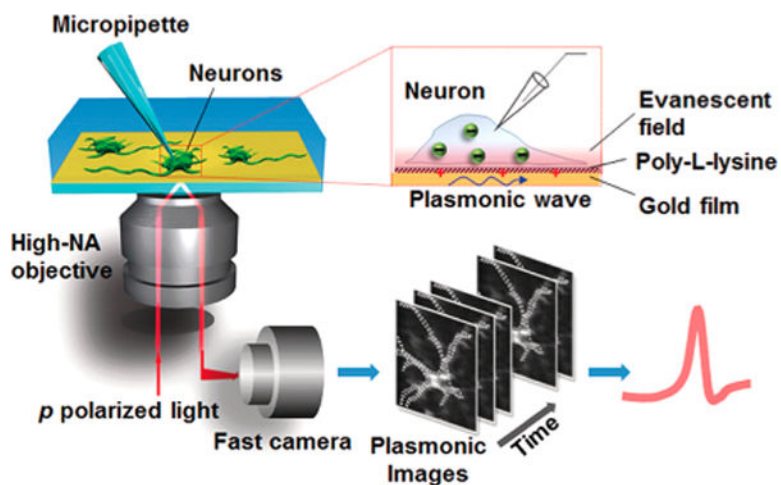 Micropipette
Neurons
Neuron
Evanescent
field
Poly-L-lysine
Plasmonic wave
Gold film
High-NA
objective
p polarized light
Fast camera
Plasmonic
Images
Time